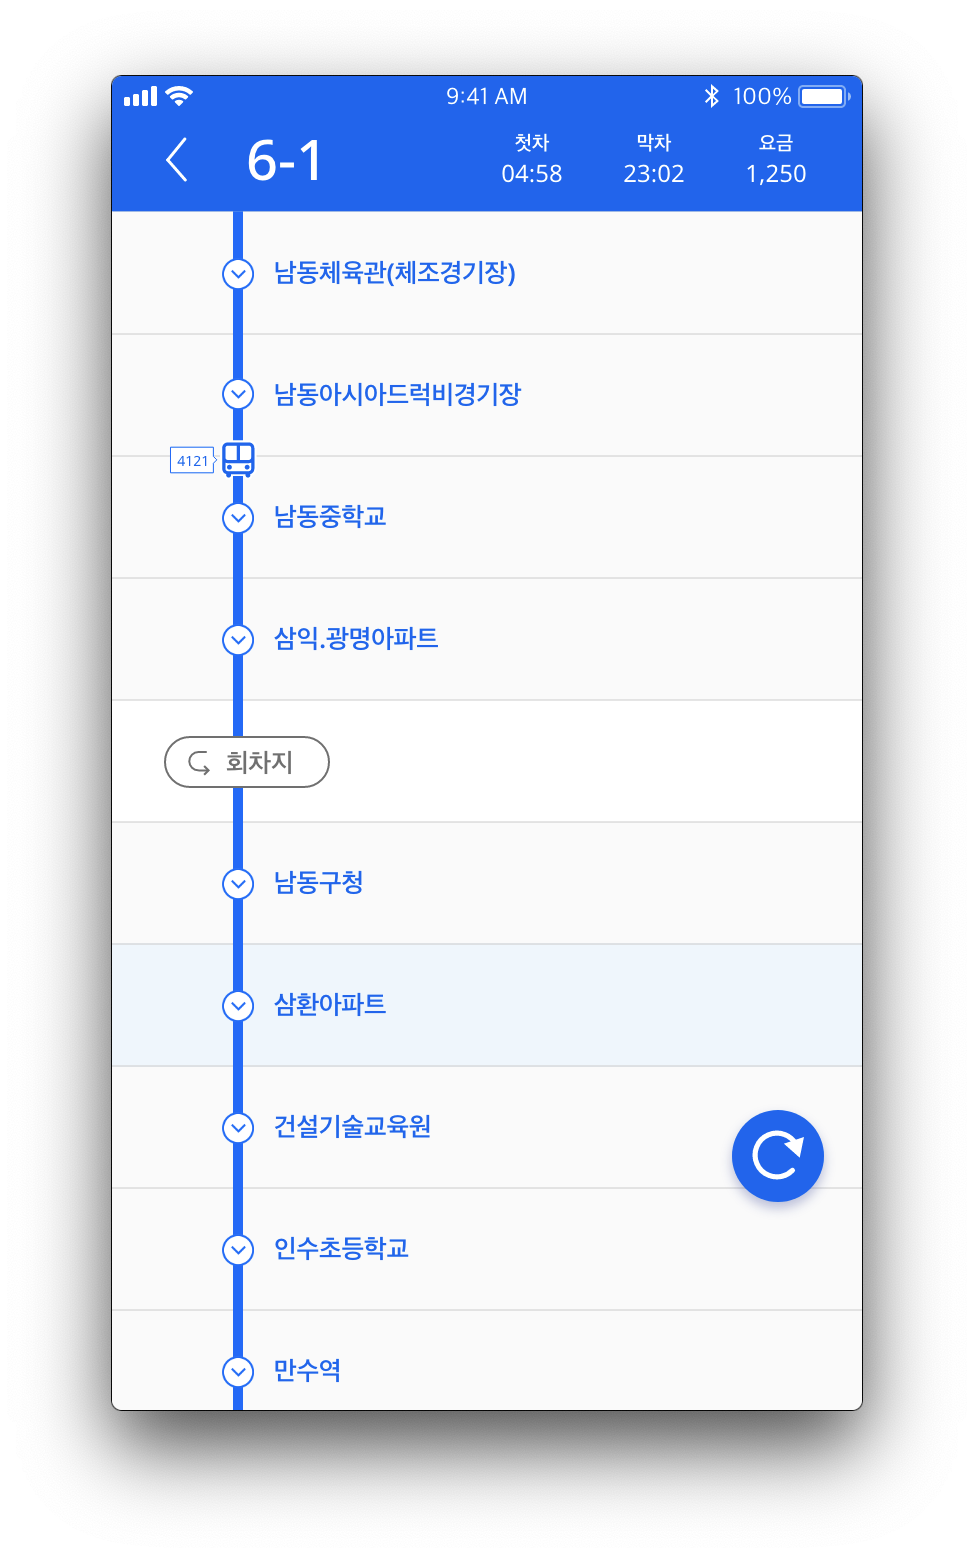 9:41 AM 100%
6-1
첫차 막차 요금
04:58 23:02 1,250
남동체육관(체조경기장)
남동아시아드럭비경기장
4121
남동중학교
삼익.광명아파트
회차지
남동구청
삼환아파트
건설기술교육원
인수초등학교
만수역